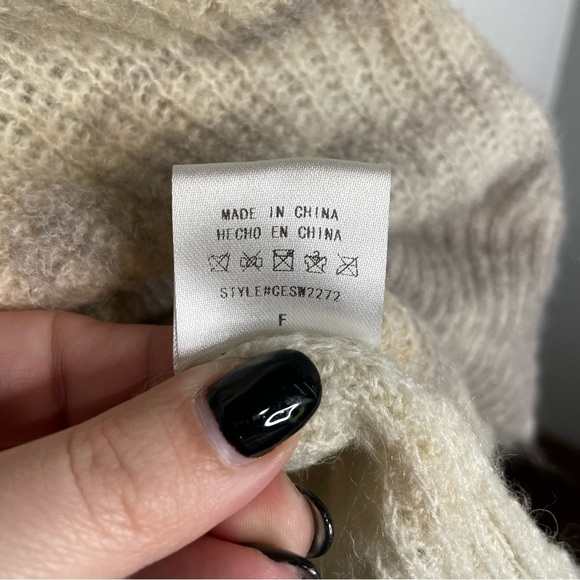 MADE IN CHINA
HECHO EN CHINA
STYLE#CESW2272
F